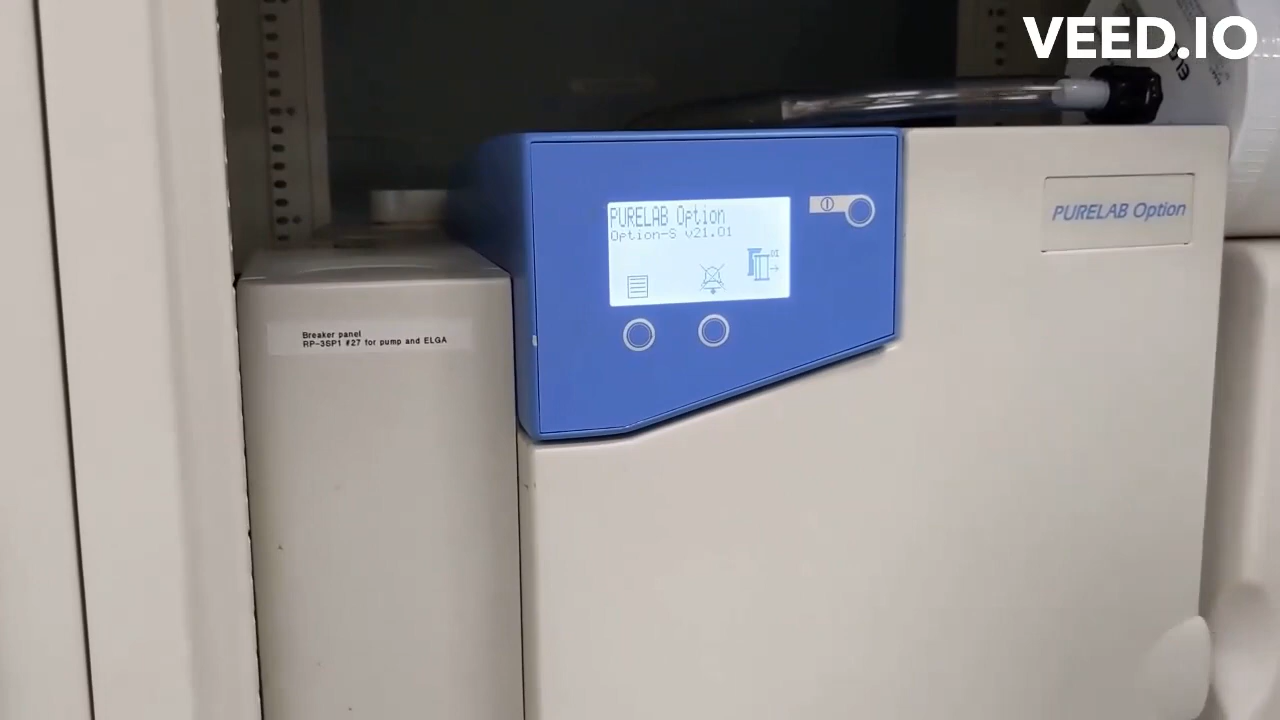 VEED.IO
PURELAB Option
Option-S v21.01
PURELAB Option
Breaker panel
RP-3SP1 #27 for pump and ELGA